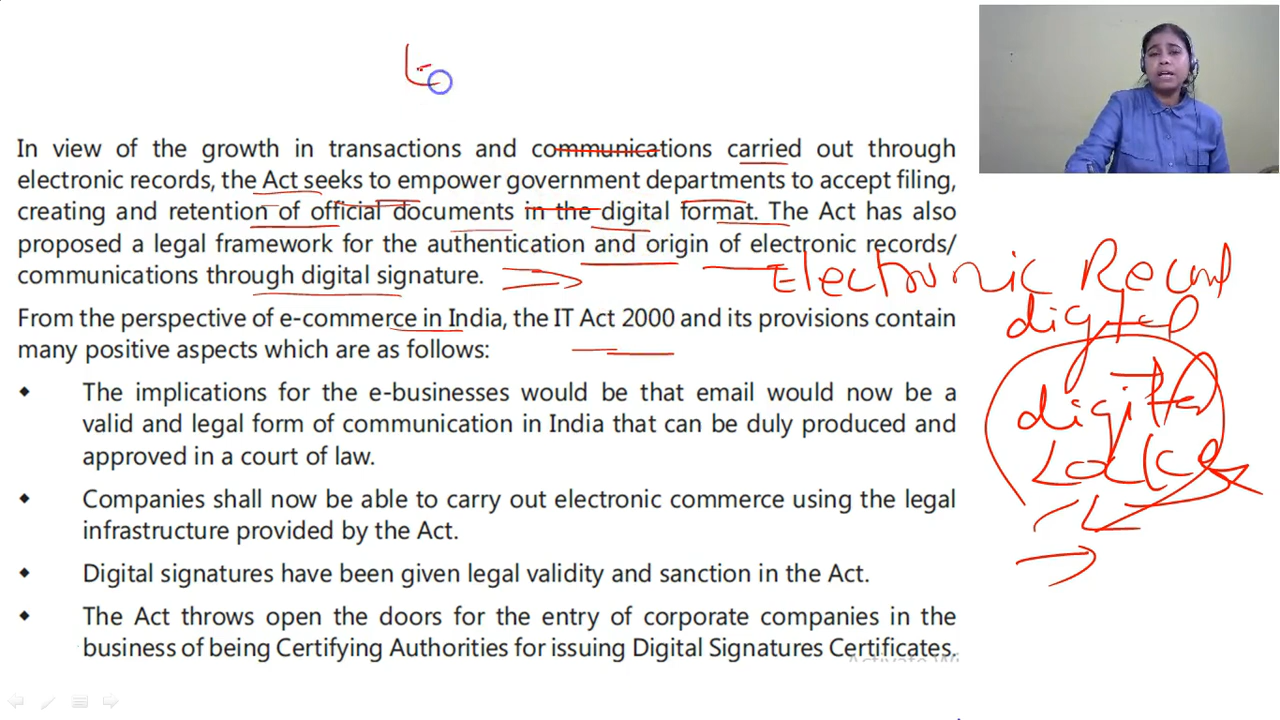 In view of the growth in transactions and communications carried out through
electronic records, the Act seeks to empower government departments to accept filing,
creating and retention of official documents in the digital format. The Act has also
proposed a legal framework for the authentication and origin of electronic records/
communications through digital signature.
Electronic Record
digital
From the perspective of e-commerce in India, the IT Act 2000 and its provisions contain
many positive aspects which are as follows:
digital
Locker
◆ The implications for the e-businesses would be that email would now be a
valid and legal form of communication in India that can be duly produced and
approved in a court of law.
◆ Companies shall now be able to carry out electronic commerce using the legal
infrastructure provided by the Act.
◆ Digital signatures have been given legal validity and sanction in the Act.
◆ The Act throws open the doors for the entry of corporate companies in the
business of being Certifying Authorities for issuing Digital Signatures Certificates.